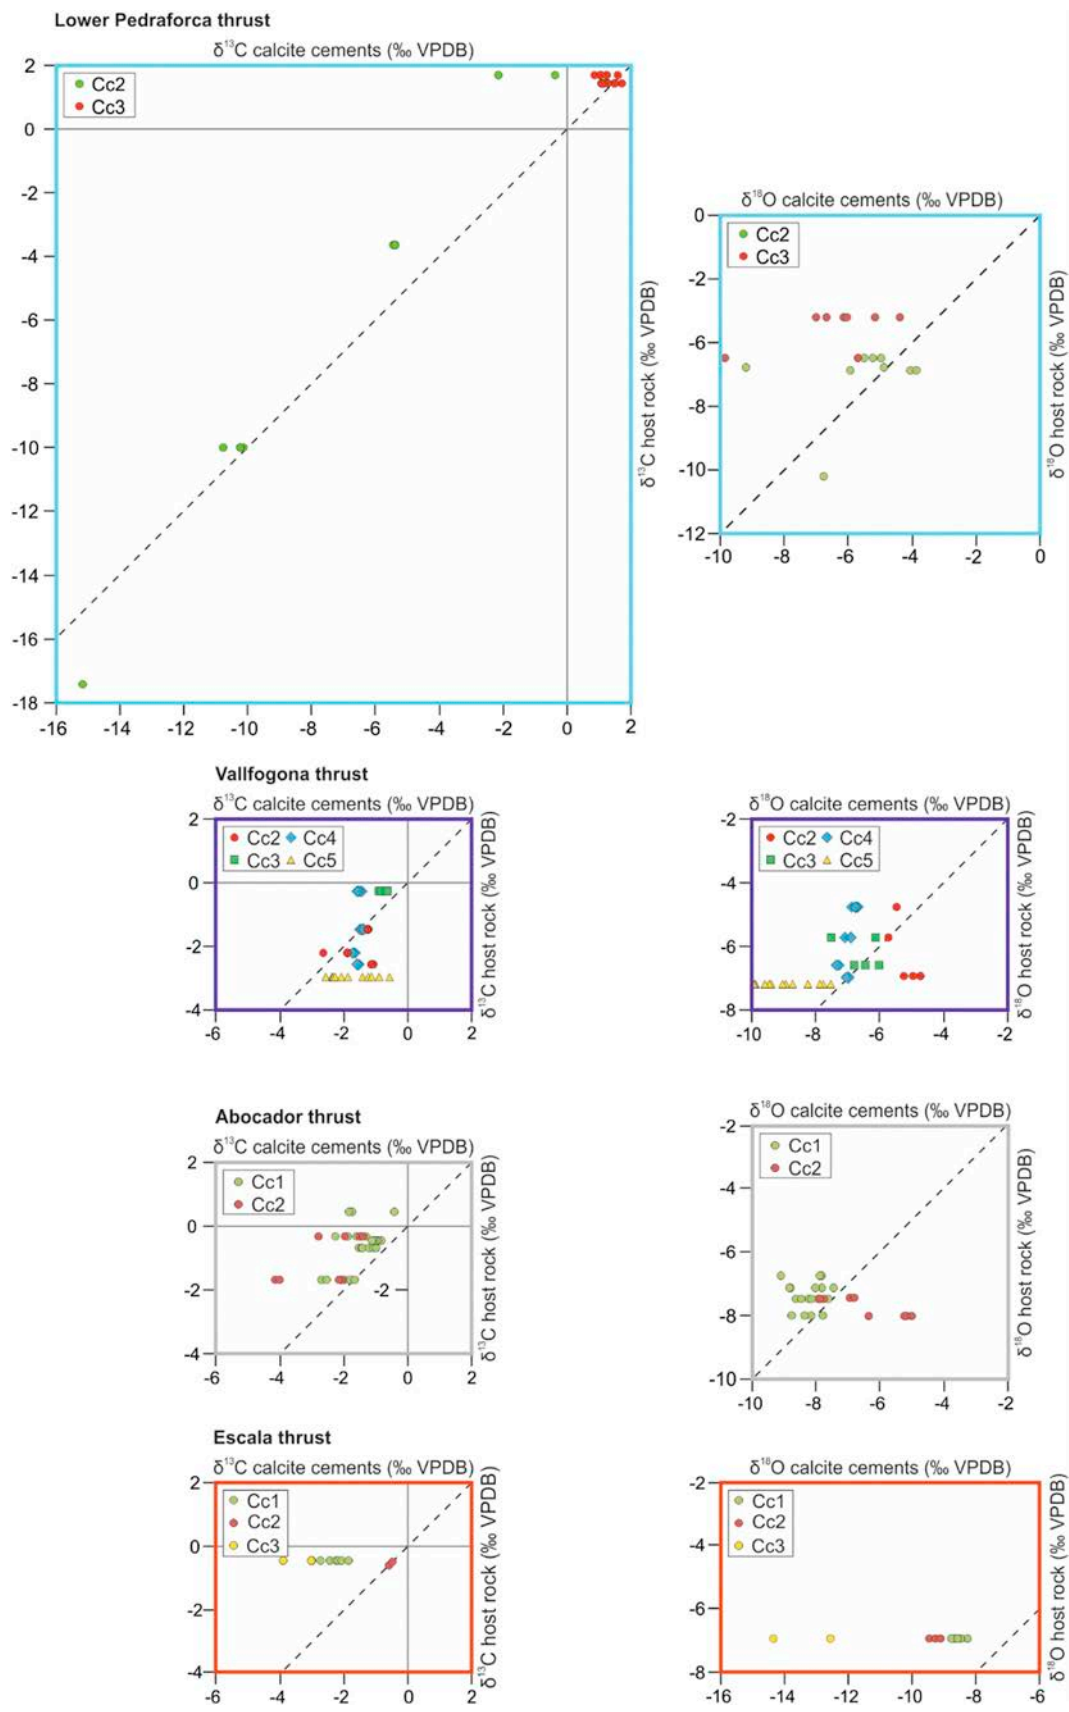 Lower Pedraforca thrust
δ¹³C calcite cements (‰ VPDB)
2
0
-2
-4
-6
-8
-10
-12
-14
-16
-18
Cc2
Cc3
-16 -14 -12 -10 -8 -6 -4 -2 0 2
δ¹³C host rock (‰ VPDB)
δ¹⁸O calcite cements (‰ VPDB)
0
-2
-6
-8
-10
-12
Cc2
Cc3
-10 -8 -6 -4 -2 0
δ¹⁸O host rock (‰ VPDB)
Vallfogona thrust
δ¹³C calcite cements (‰ VPDB)
2
0
-2
-4
Cc2 Cc4
Cc3 Cc5
-6 -4 -2 0 2
δ¹³C host rock (‰ VPDB)
δ¹⁸O calcite cements (‰ VPDB)
-2
-4
-6
-8
Cc2 Cc4
Cc3 Cc5
-10 -8 -6 -4 -2
δ¹⁸O host rock (‰ VPDB)
Abocador thrust
δ¹³C calcite cements (‰ VPDB)
2
0
-2
-4
Cc1
Cc2
-2
-6 -4 -2 0 2
δ¹³C host rock (‰ VPDB)
δ¹⁸O calcite cements (‰ VPDB)
-2
-4
-6
-8
-10
Cc1
Cc2
-10 -8 -6 -4 -2
δ¹⁸O host rock (‰ VPDB)
Escala thrust
δ¹³C calcite cements (‰ VPDB)
2
0
-2
-4
Cc1
Cc2
Cc3
-6 -4 -2 0 2
δ¹³C host rock (‰ VPDB)
δ¹⁸O calcite cements (‰ VPDB)
-2
-4
-6
-8
Cc1
Cc2
Cc3
-16 -14 -12 -10 -8 -6
δ¹⁸O host rock (‰ VPDB)